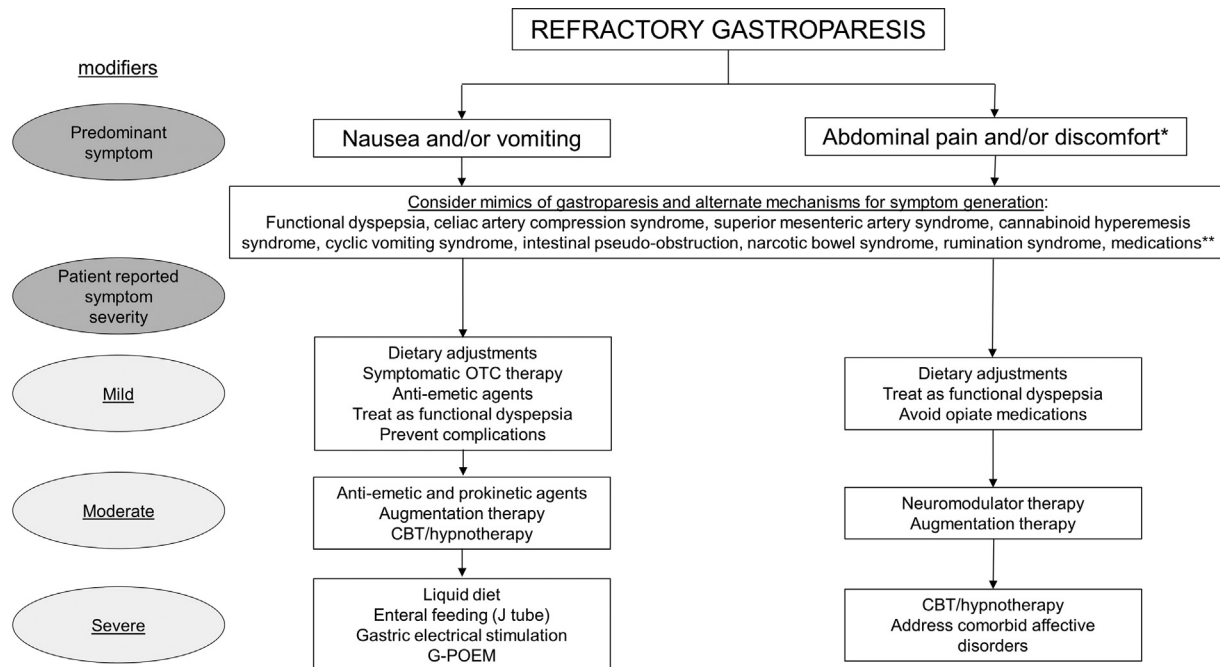 REFRACTORY GASTROPARESIS
modifiers
Predominant
symptom
Nausea and/or vomiting
Abdominal pain and/or discomfort*
Consider mimics of gastroparesis and alternate mechanisms for symptom generation:
Functional dyspepsia, celiac artery compression syndrome, superior mesenteric artery syndrome, cannabinoid hyperemesis
syndrome, cyclic vomiting syndrome, intestinal pseudo-obstruction, narcotic bowel syndrome, rumination syndrome, medications**
Patient reported
symptom
severity
Mild
Dietary adjustments
Symptomatic OTC therapy
Anti-emetic agents
Treat as functional dyspepsia
Prevent complications
Dietary adjustments
Treat as functional dyspepsia
Avoid opiate medications
Moderate
Anti-emetic and prokinetic agents
Augmentation therapy
CBT/hypnotherapy
Neuromodulator therapy
Augmentation therapy
Severe
Liquid diet
Enteral feeding (J tube)
Gastric electrical stimulation
G-POEM
CBT/hypnotherapy
Address comorbid affective
disorders